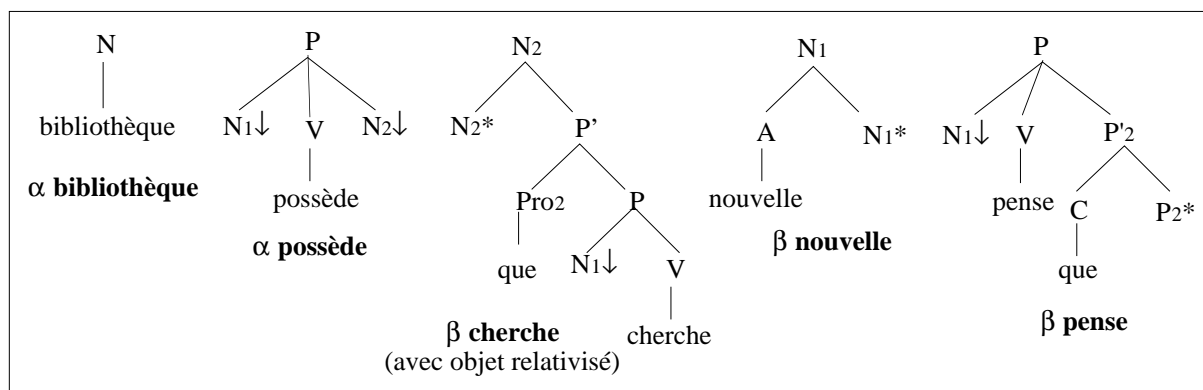 N P N2 N1 P
bibliothèque N1↓ V N2↓ N2* P' A N1* N1↓ V P'2
α bibliothèque possède Pro2 P nouvelle pense C P2*
α possède que N1↓ V β nouvelle que
β cherche cherche β pense
(avec objet relativisé)